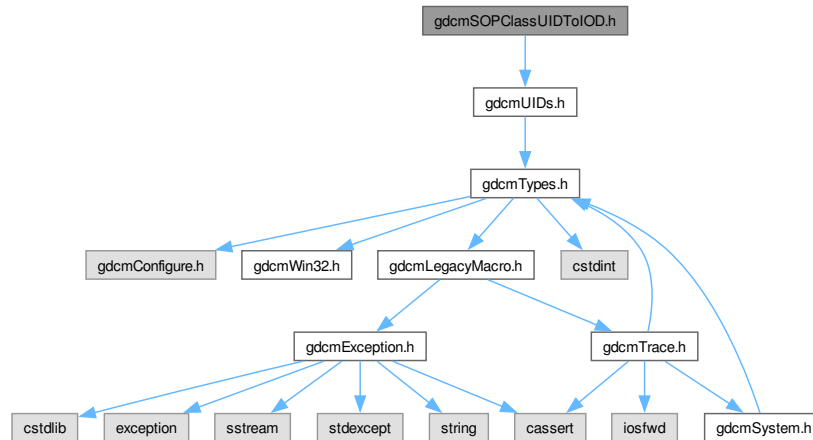 gdcmSOPClassUIDToIOD.h
gdcmUIDs.h
gdcmTypes.h
gdcmConfigure.h
gdcmWin32.h
gdcmLegacyMacro.h
cstdint
gdcmException.h
gdcmTrace.h
cstdlib
exception
sstream
stdexcept
string
cassert
iosfwd
gdcmSystem.h